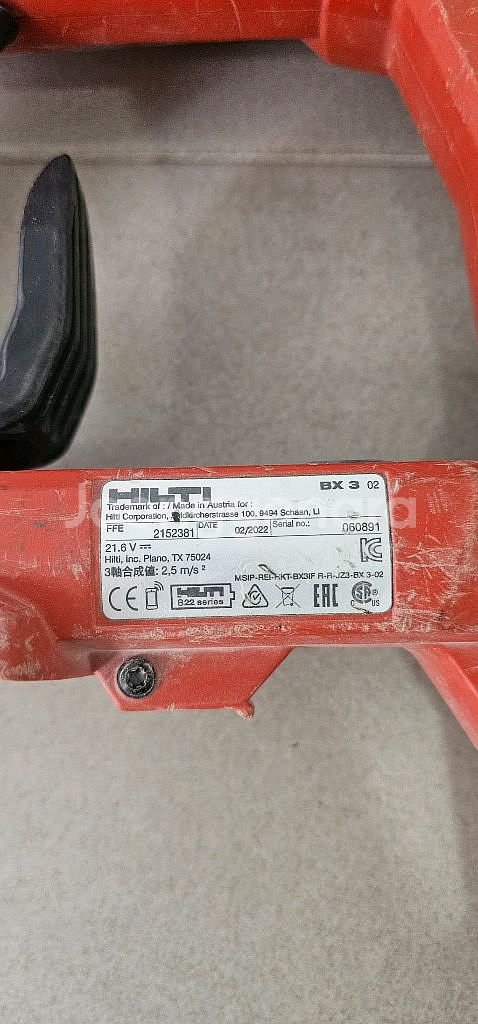 HILTI BX 3 02
Trademark of : / Made in Austria for :
Hilti Corporation, Feldkircherstrasse 100, 9494 Schaan, LI
FFE 2152381 DATE 02/2022 Serial no.: 060891
21.6 V
Hilti, Inc. Plano, TX 75024
3軸合成値: 2,5 m/s²
MSIP-REI-HKT-BX3IF R-R-JZ3-BX 3-02
CE HILTI EAC SA
B22 series C US